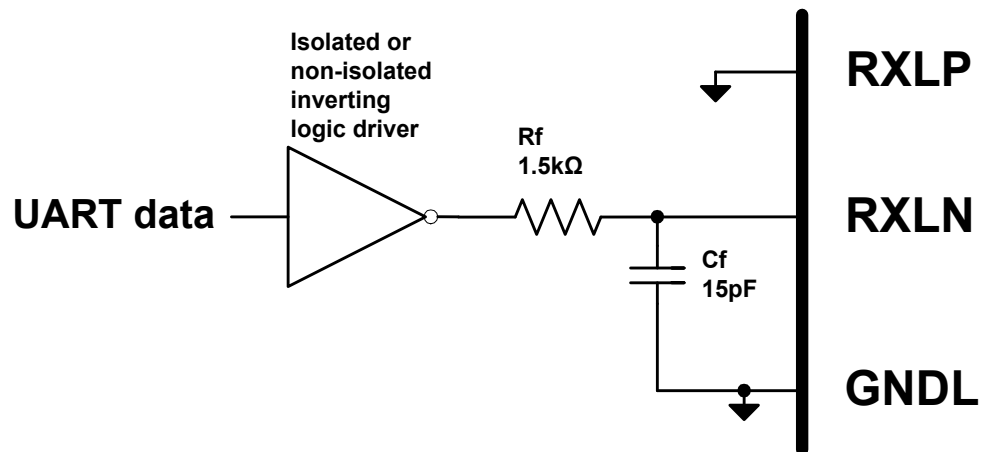 Isolated or
non-isolated
inverting
logic driver
RXLP
Rf
1.5kΩ
UART data
RXLN
Cf
15pF
GNDL